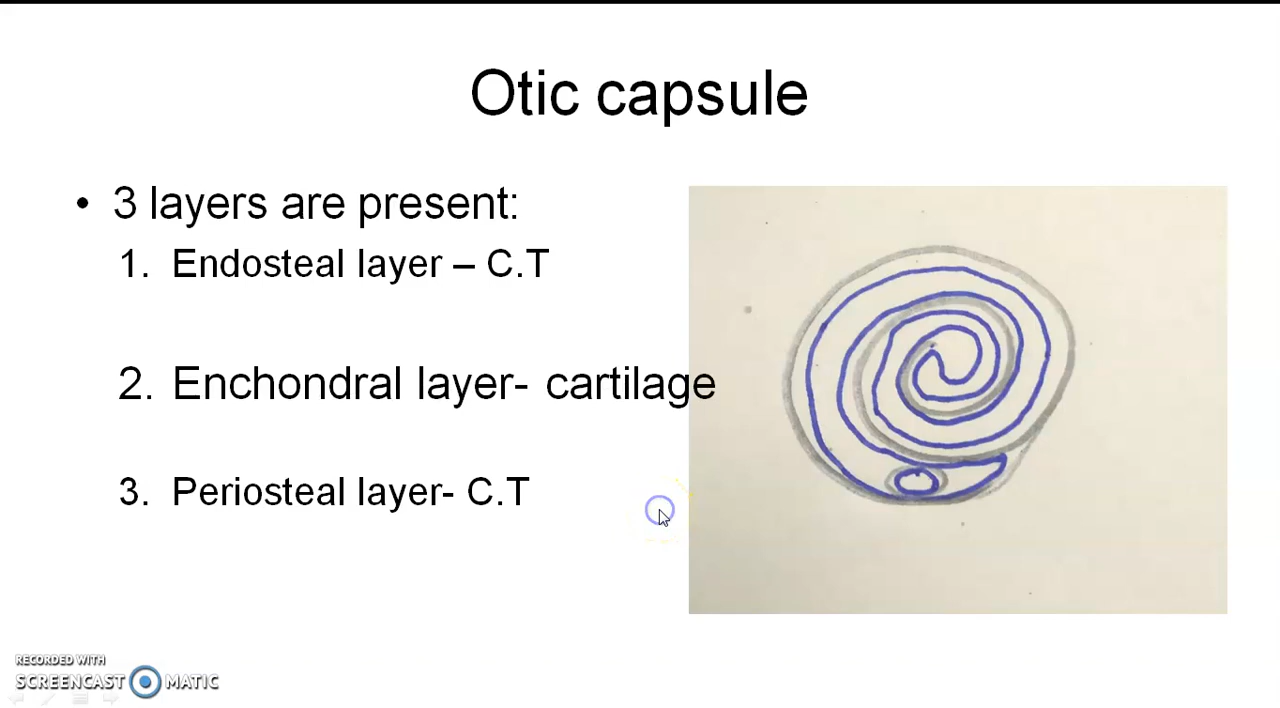 Otic capsule
• 3 layers are present:
1. Endosteal layer – C.T
2. Enchondral layer- cartilage
3. Periosteal layer- C.T
RECORDED WITH
SCREENCAST MATIC